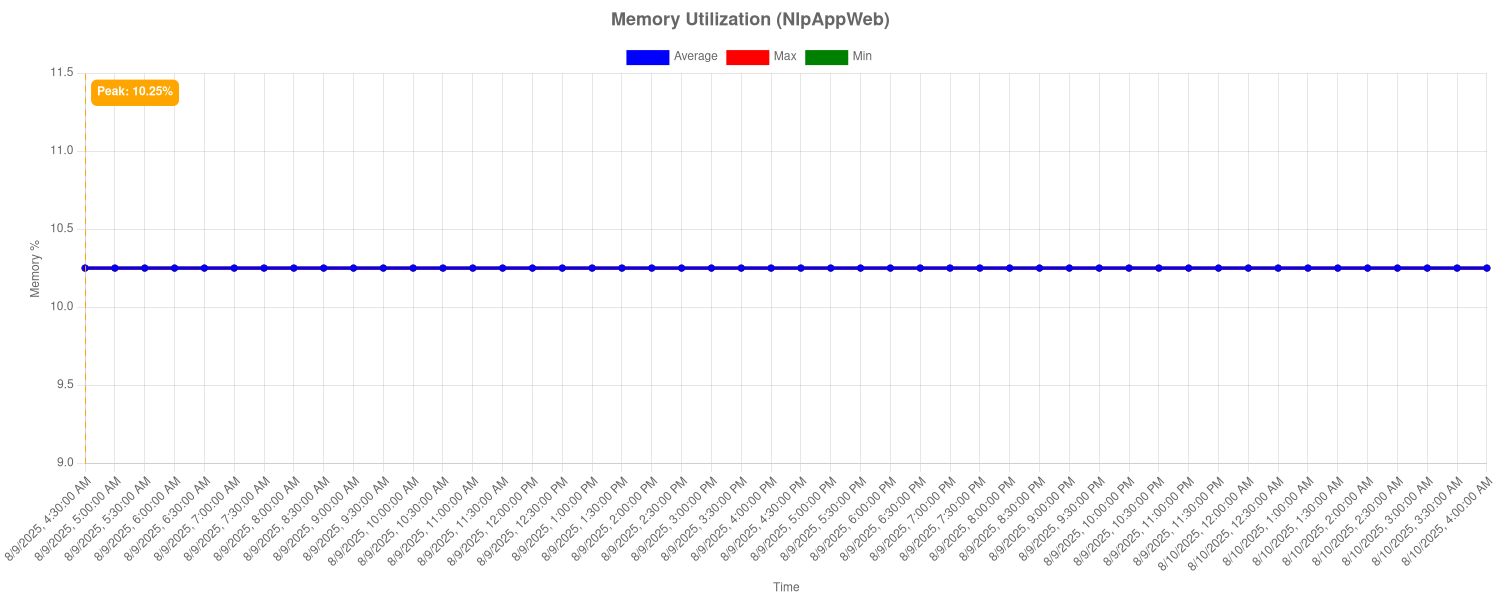 Memory Utilization (NlpAppWeb)
Average Max Min
Peak: 10.25%
11.5
11.0
10.5
10.0
9.5
9.0
Memory %
8/9/2025, 4:30:00 AM
8/9/2025, 5:00:00 AM
8/9/2025, 5:30:00 AM
8/9/2025, 6:00:00 AM
8/9/2025, 6:30:00 AM
8/9/2025, 7:00:00 AM
8/9/2025, 7:30:00 AM
8/9/2025, 8:00:00 AM
8/9/2025, 8:30:00 AM
8/9/2025, 9:00:00 AM
8/9/2025, 9:30:00 AM
8/9/2025, 10:00:00 AM
8/9/2025, 10:30:00 AM
8/9/2025, 11:00:00 AM
8/9/2025, 11:30:00 AM
8/9/2025, 12:00:00 PM
8/9/2025, 12:30:00 PM
8/9/2025, 1:00:00 PM
8/9/2025, 1:30:00 PM
8/9/2025, 2:00:00 PM
8/9/2025, 2:30:00 PM
8/9/2025, 3:00:00 PM
8/9/2025, 3:30:00 PM
8/9/2025, 4:00:00 PM
8/9/2025, 4:30:00 PM
8/9/2025, 5:00:00 PM
8/9/2025, 5:30:00 PM
8/9/2025, 6:00:00 PM
8/9/2025, 6:30:00 PM
8/9/2025, 7:00:00 PM
8/9/2025, 7:30:00 PM
8/9/2025, 8:00:00 PM
8/9/2025, 8:30:00 PM
8/9/2025, 9:00:00 PM
8/9/2025, 9:30:00 PM
8/9/2025, 10:00:00 PM
8/9/2025, 10:30:00 PM
8/9/2025, 11:00:00 PM
8/9/2025, 11:30:00 PM
8/10/2025, 12:00:00 AM
8/10/2025, 12:30:00 AM
8/10/2025, 1:00:00 AM
8/10/2025, 1:30:00 AM
8/10/2025, 2:00:00 AM
8/10/2025, 2:30:00 AM
8/10/2025, 3:00:00 AM
8/10/2025, 3:30:00 AM
8/10/2025, 4:00:00 AM
Time